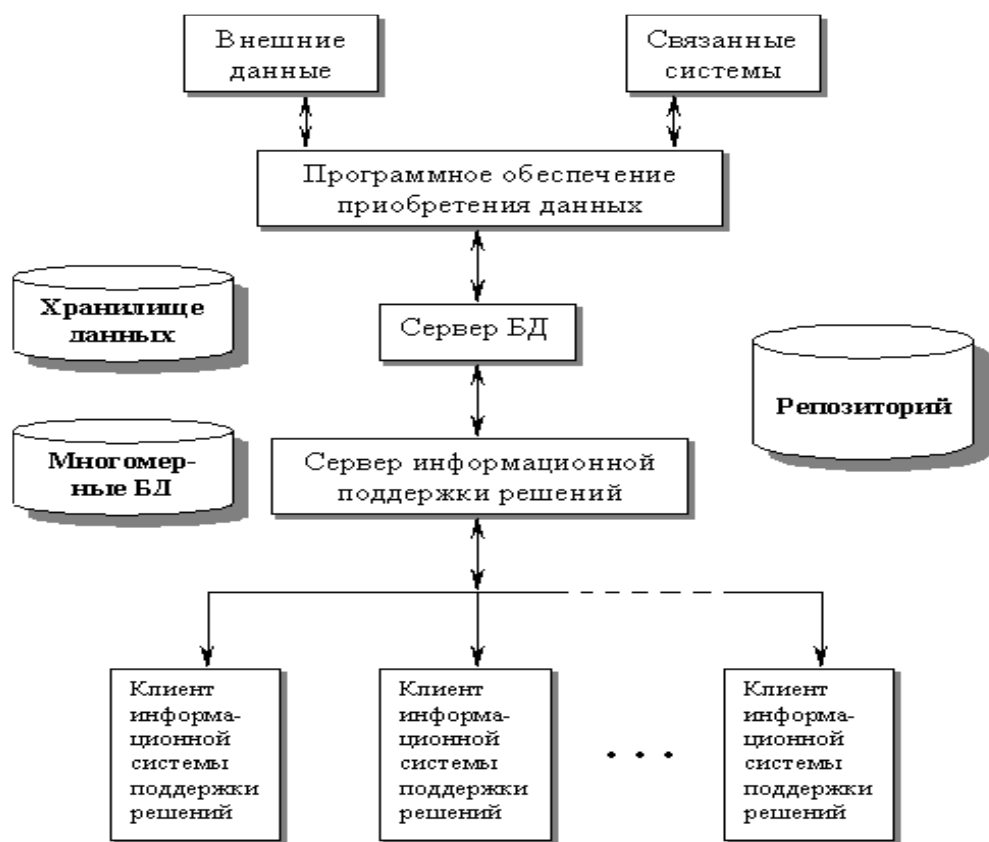 Внешние
данные
Связанные
системы
Программное обеспечение
приобретения данных
Хранилище
данных
Сервер БД
Репозиторий
Многомер-
ные БД
Сервер информационной
поддержки решений
Клиент
информа-
ционной
системы
поддержки
решений
Клиент
информа-
ционной
системы
поддержки
решений
. . .
Клиент
информа-
ционной
системы
поддержки
решений